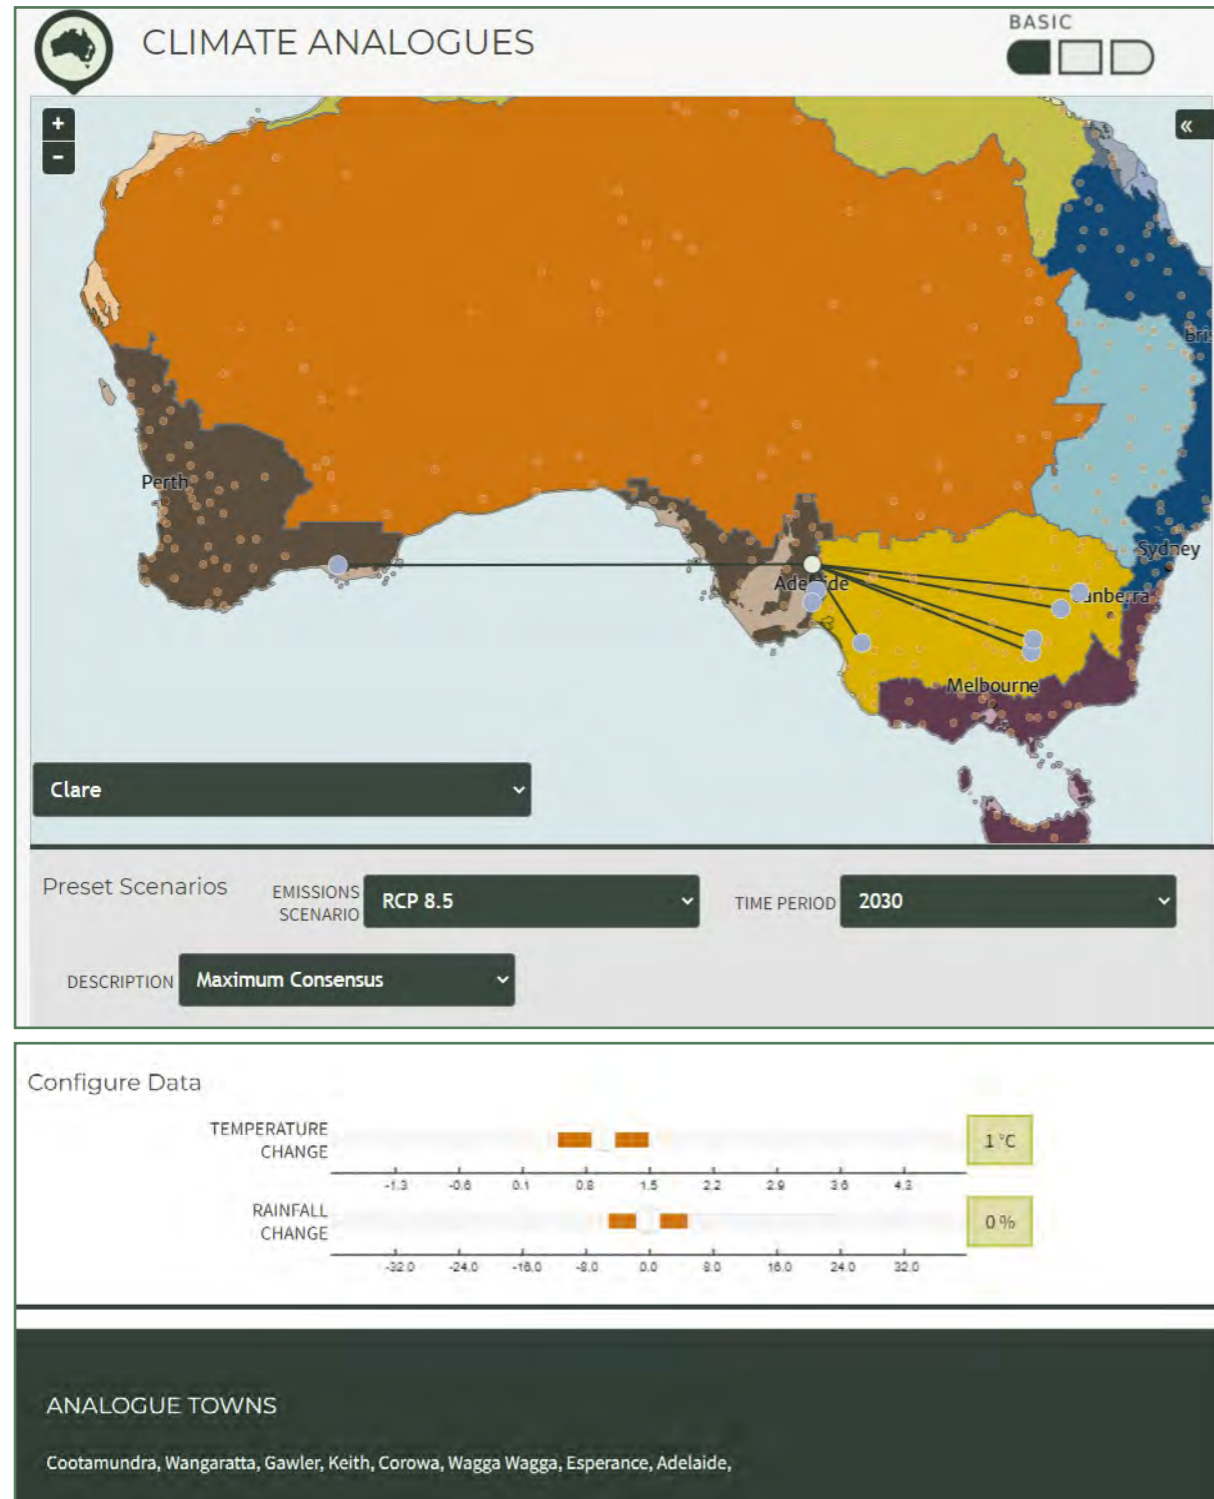 CLIMATE ANALOGUES
BASIC
+
-
«
Bris
Perth
Sydney
Adelaide
Canberra
Melbourne
Clare
Preset Scenarios
EMISSIONS
SCENARIO
RCP 8.5
TIME PERIOD
2030
DESCRIPTION
Maximum Consensus
Configure Data
TEMPERATURE
CHANGE
1 °C
-1.3 -0.6 0.1 0.8 1.5 2.2 2.9 3.6 4.3
RAINFALL
CHANGE
0 %
-32.0 -24.0 -16.0 -8.0 0.0 8.0 16.0 24.0 32.0
ANALOGUE TOWNS
Cootamundra, Wangaratta, Gawler, Keith, Corowa, Wagga Wagga, Esperance, Adelaide,